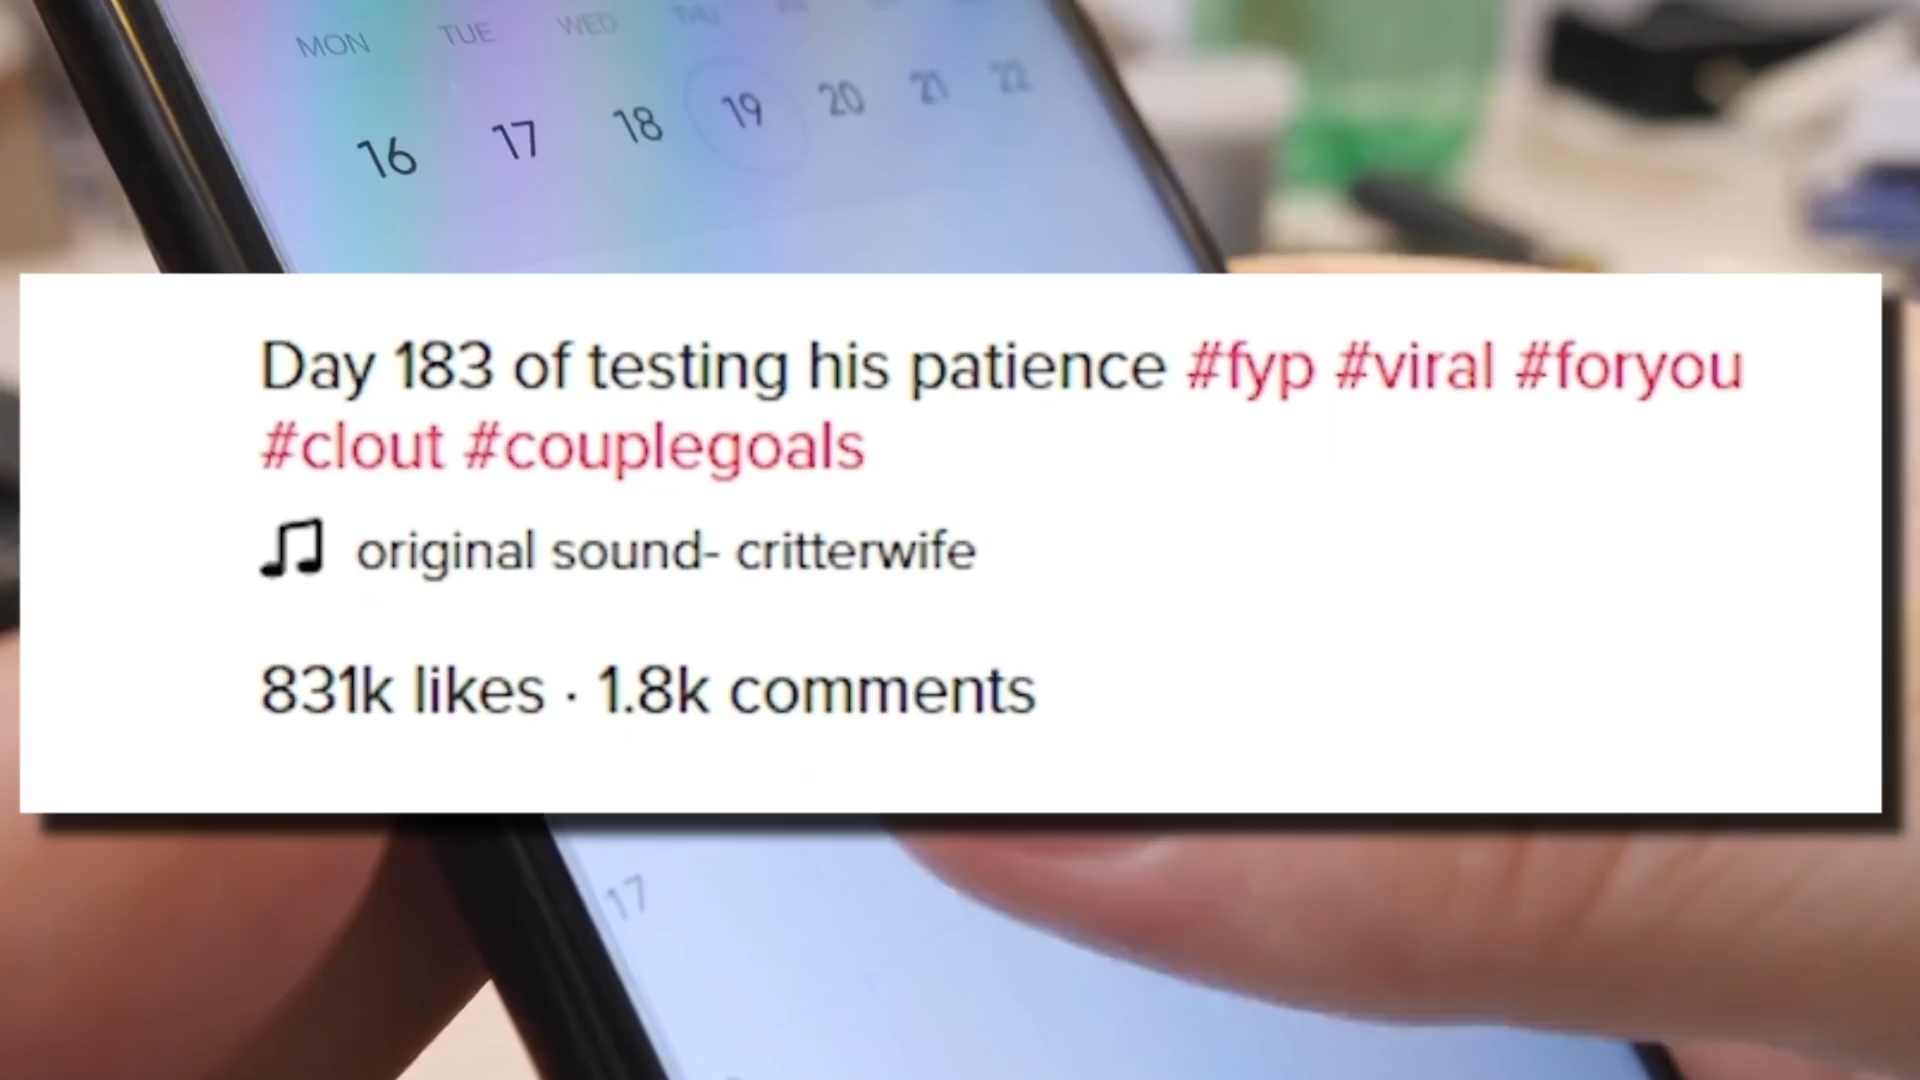 MON TUE WED THU
16 17 18 19 20 21 22
Day 183 of testing his patience #fyp #viral #foryou
#clout #couplegoals
original sound- critterwife
831k likes · 1.8k comments
17